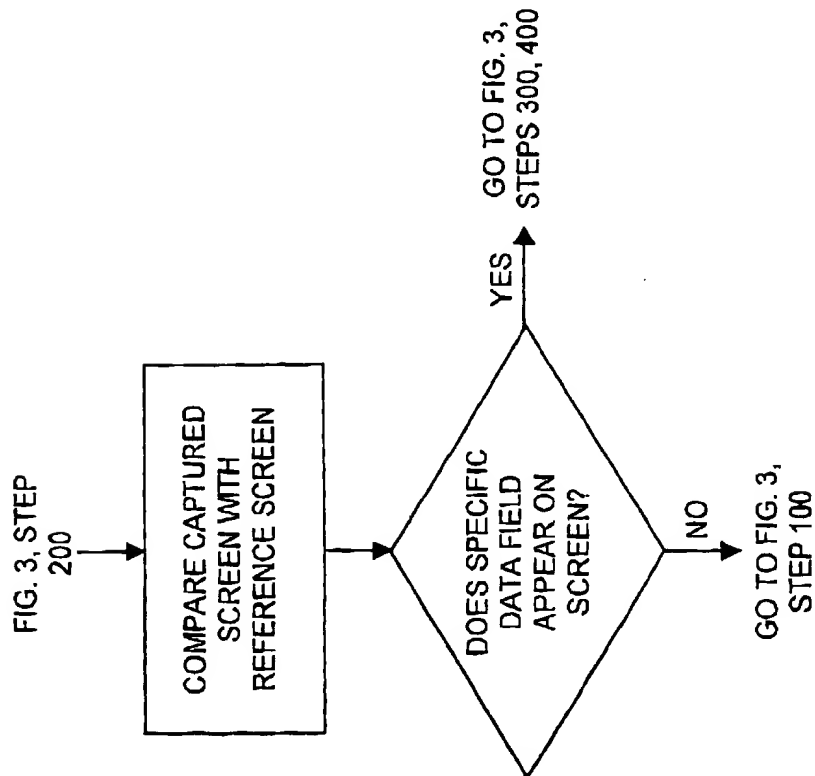 FIG. 3, STEP
200
COMPARE CAPTURED
SCREEN WITH
REFERENCE SCREEN
DOES SPECIFIC
DATA FIELD
APPEAR ON
SCREEN?
YES
GO TO FIG. 3,
STEPS 300, 400
NO
GO TO FIG. 3,
STEP 100